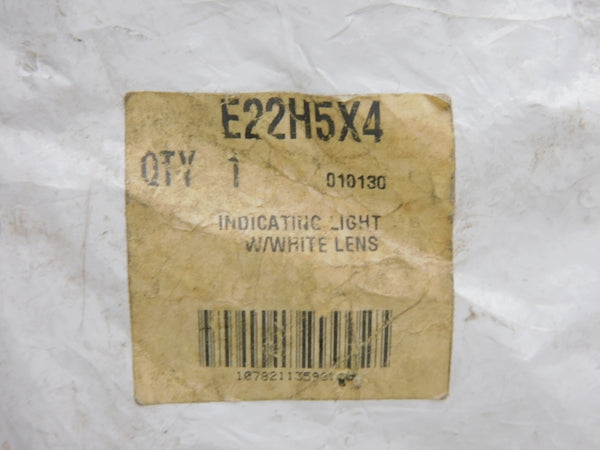 E22H5X4
QTY 1 010130
INDICATING LIGHT
W/WHITE LENS